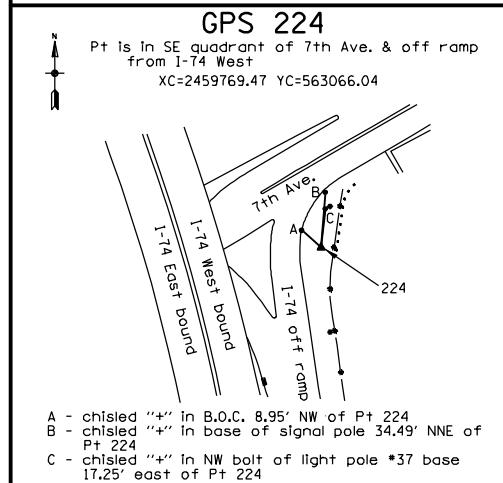 GPS 224
N
Pt is in SE quadrant of 7th Ave. & off ramp
from I-74 West
XC=2459769.47 YC=563066.04
7th Ave.
B
C
A
I-74 West bound
I-74 East bound
I-74 off ramp
224
A - chisled "+" in B.O.C. 8.95' NW of Pt 224
B - chisled "+" in base of signal pole 34.49' NNE of
Pt 224
C - chisled "+" in NW bolt of light pole #37 base
17.25' east of Pt 224